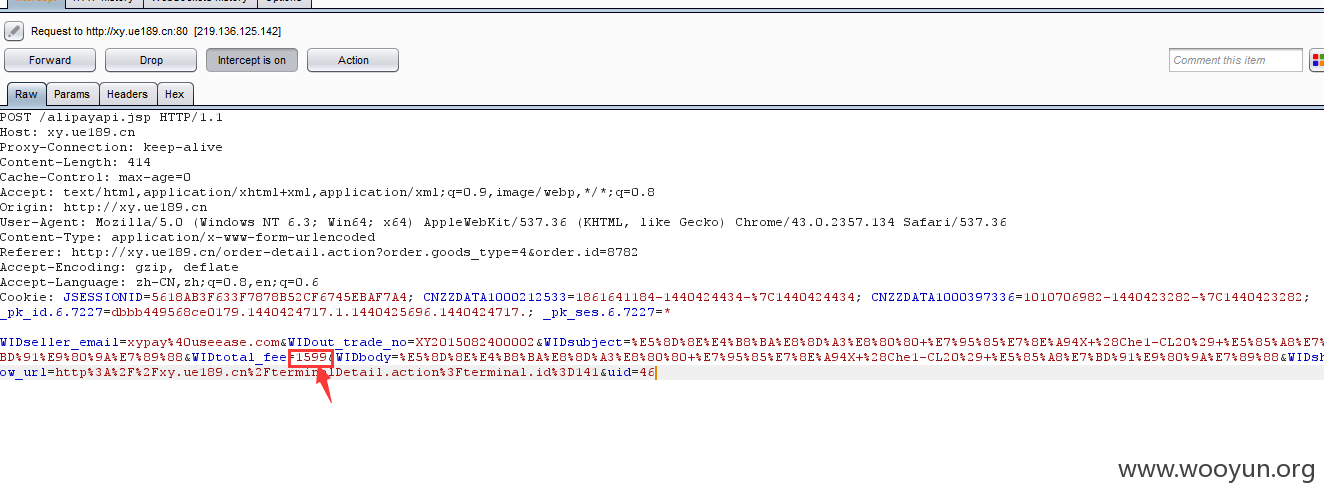 Request to http://xy.ue189.cn:80 [219.136.125.142]
Forward Drop Intercept is on Action Comment this item
Raw Params Headers Hex
POST /alipayapi.jsp HTTP/1.1
Host: xy.ue189.cn
Proxy-Connection: keep-alive
Content-Length: 414
Cache-Control: max-age=0
Accept: text/html,application/xhtml+xml,application/xml;q=0.9,image/webp,*/*;q=0.8
Origin: http://xy.ue189.cn
User-Agent: Mozilla/5.0 (Windows NT 6.3; Win64; x64) AppleWebKit/537.36 (KHTML, like Gecko) Chrome/43.0.2357.134 Safari/537.36
Content-Type: application/x-www-form-urlencoded
Referer: http://xy.ue189.cn/order-detail.action?order.goods_type=4&order.id=8782
Accept-Encoding: gzip, deflate
Accept-Language: zh-CN,zh;q=0.8,en;q=0.6
Cookie: JSESSIONID=5618AB3F633F7878B52CF6745EBAF7A4; CNZZDATA1000212533=1861641184-1440424434-%7C1440424434; CNZZDATA1000397336=1010706982-1440423282-%7C1440423282;
_pk_id.6.7227=dbbb449568ce0179.1440424717.1.1440425696.1440424717.; _pk_ses.6.7227=*
WIDseller_email=xypay%40useease.com&WIDout_trade_no=XY2015082400002&WIDsubject=%E5%8D%8E%E4%B8%BA%E8%8D%A3%E8%80%80+%E7%95%85%E7%8E%A94X+%28Che1-CL20%29+%E5%85%A8%E7%
BD%91%E9%80%9A%E7%89%88&WIDtotal_fee=1599&WIDbody=%E5%8D%8E%E4%B8%BA%E8%8D%A3%E8%80%80+%E7%95%85%E7%8E%A94X+%28Che1-CL20%29+%E5%85%A8%E7%BD%91%E9%80%9A%E7%89%88&WIDsh
ow_url=http%3A%2F%2Fxy.ue189.cn%2FterminalDetail.action%3Fterminal.id%3D141&uid=46
www.wooyun.org